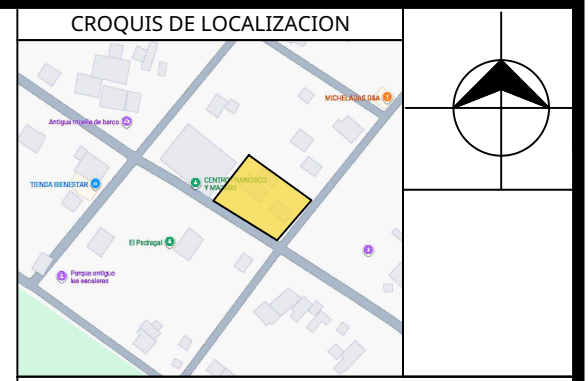 CROQUIS DE LOCALIZACION
MICHELADAS D&A
Antigua muelle de barco
TIENDA BIENESTAR
CENTRO FRANCISCO
Y MADERO
El Pedregal
Parque antiguo
las escaleras